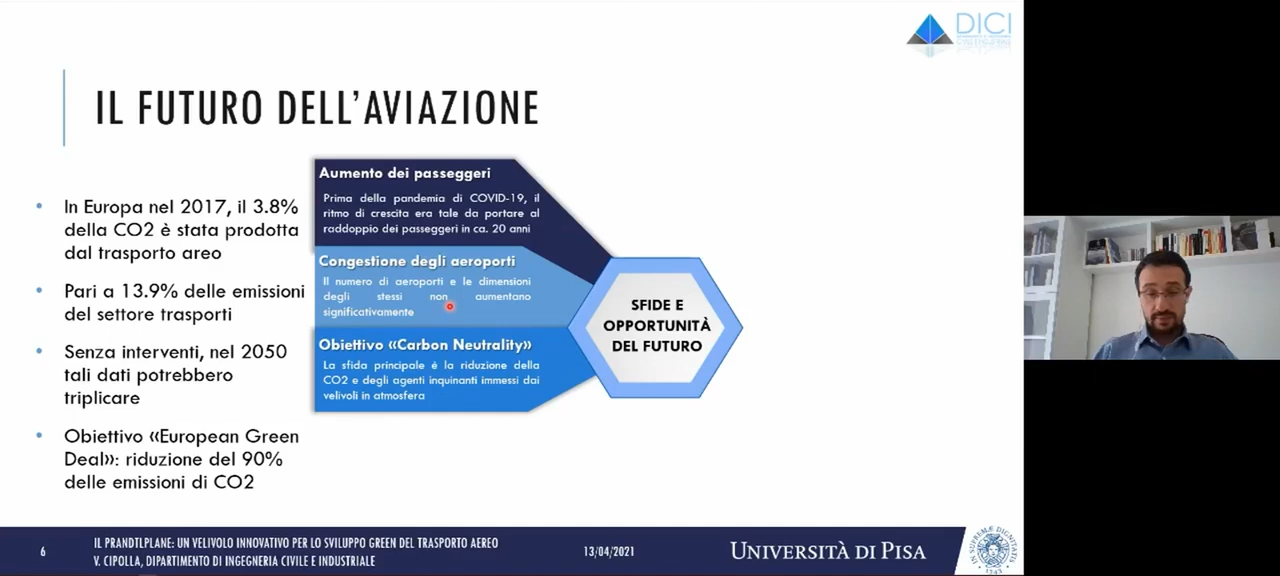 DICI
IL FUTURO DELL'AVIAZIONE
In Europa nel 2017, il 3.8%
della CO2 è stata prodotta
dal trasporto areo
Pari a 13.9% delle emissioni
del settore trasporti
Senza interventi, nel 2050
tali dati potrebbero
triplicare
Obiettivo «European Green
Deal»: riduzione del 90%
delle emissioni di CO2
Aumento dei passeggeri
Prima della pandemia di COVID-19, il
ritmo di crescita era tale da portare al
raddoppio dei passeggeri in ca. 20 anni
Congestione degli aeroporti
Il numero di aeroporti e le dimensioni
degli stessi non aumentano
significativamente
Obiettivo «Carbon Neutrality»
La sfida principale è la riduzione della
CO2 e degli agenti inquinanti immessi dai
velivoli in atmosfera
SFIDE E
OPPORTUNITÀ
DEL FUTURO
6
IL PRANDTLPLANE: UN VELIVOLO INNOVATIVO PER LO SVILUPPO GREEN DEL TRASPORTO AEREO
V. CIPOLLA, DIPARTIMENTO DI INGEGNERIA CIVILE E INDUSTRIALE
13/04/2021
UNIVERSITÀ DI PISA